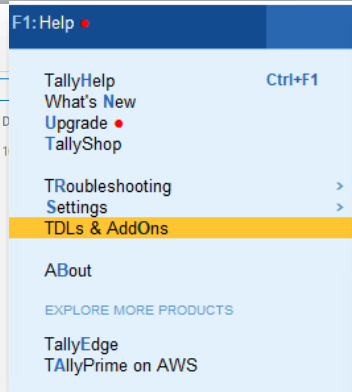 F1: Help
TallyHelp Ctrl+F1
What's New
Upgrade
TallyShop
TRoubleshooting >
Settings >
TDLs & AddOns
ABout
EXPLORE MORE PRODUCTS
TallyEdge
TAllyPrime on AWS